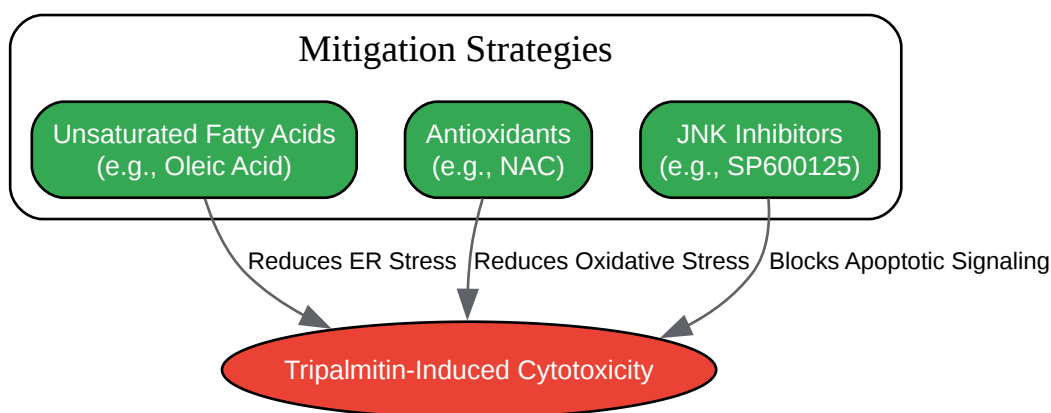 Mitigation Strategies
Unsaturated Fatty Acids
(e.g., Oleic Acid)
Antioxidants
(e.g., NAC)
JNK Inhibitors
(e.g., SP600125)
Reduces ER Stress
Reduces Oxidative Stress
Blocks Apoptotic Signaling
Tripalmitin-Induced Cytotoxicity